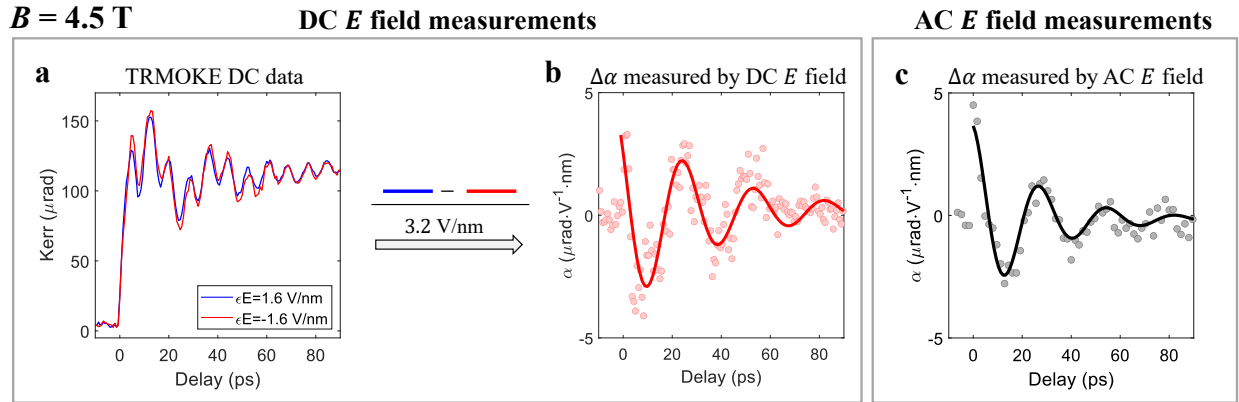 B = 4.5 T
DC E field measurements
AC E field measurements
a
TRMOKE DC data
Kerr (μrad)
150
100
50
0
0 20 40 60 80
Delay (ps)
ϵE=1.6 V/nm
ϵE=-1.6 V/nm
–
3.2 V/nm
b
Δα measured by DC E field
α (μrad·V⁻¹·nm)
5
0
-5
0 20 40 60 80
Delay (ps)
c
Δα measured by AC E field
α (μrad·V⁻¹·nm)
5
0
-5
0 20 40 60 80
Delay (ps)